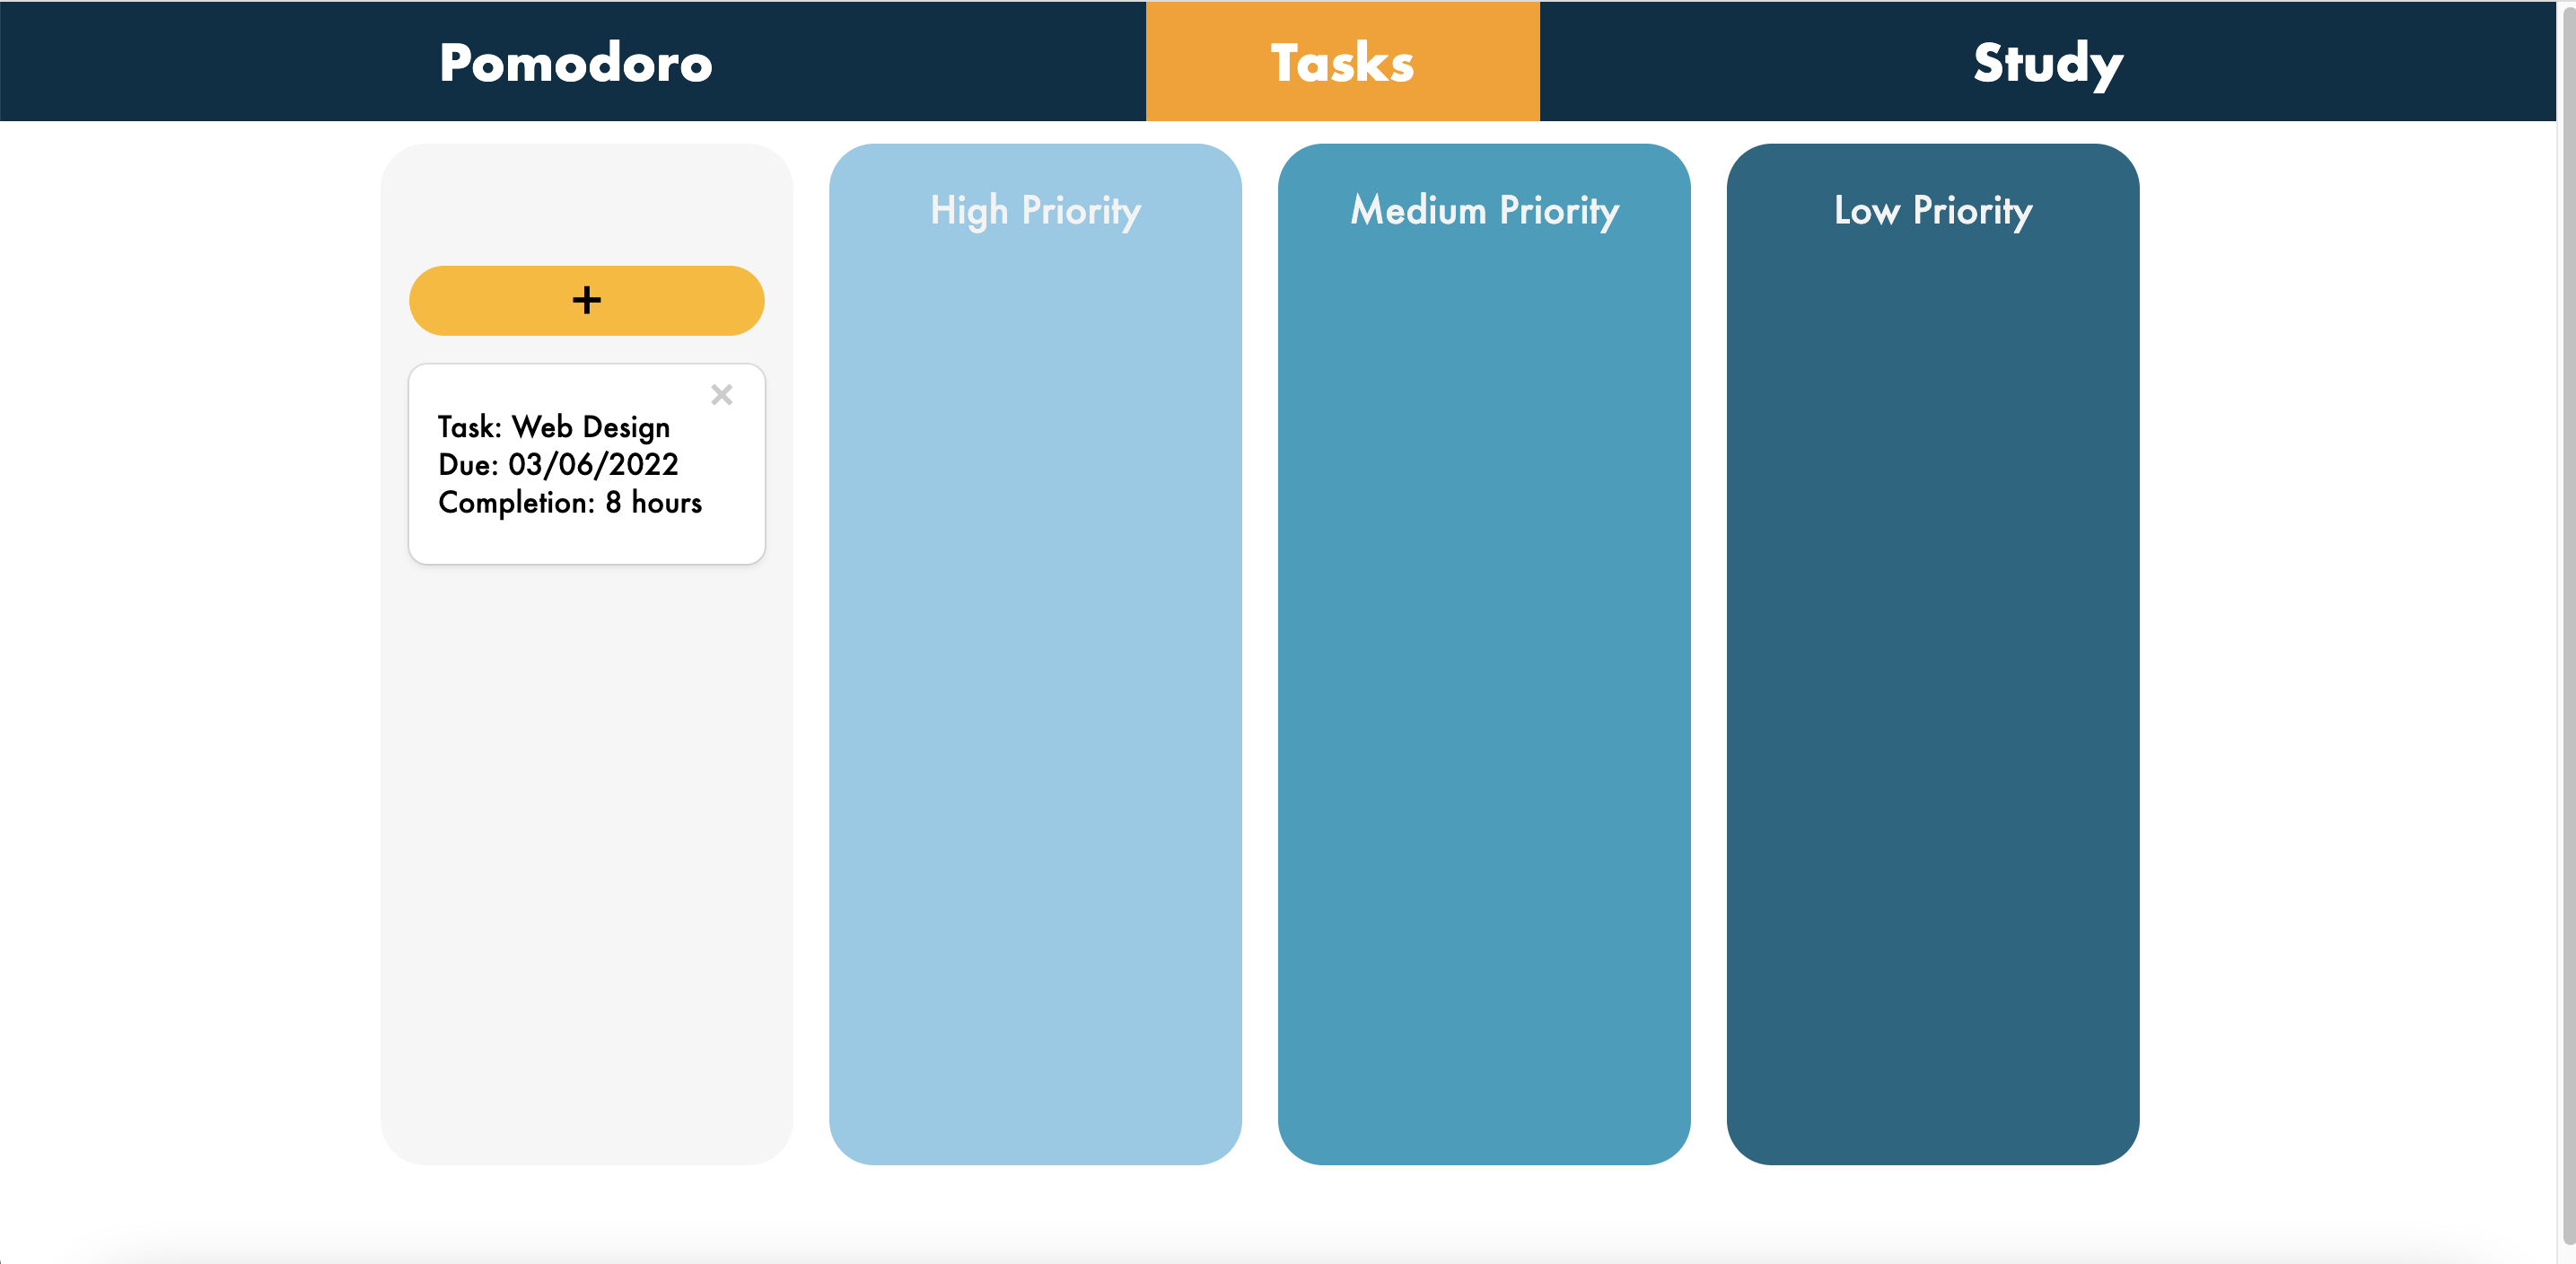 Pomodoro
Tasks
Study
High Priority
Medium Priority
Low Priority
+
×
Task: Web Design
Due: 03/06/2022
Completion: 8 hours